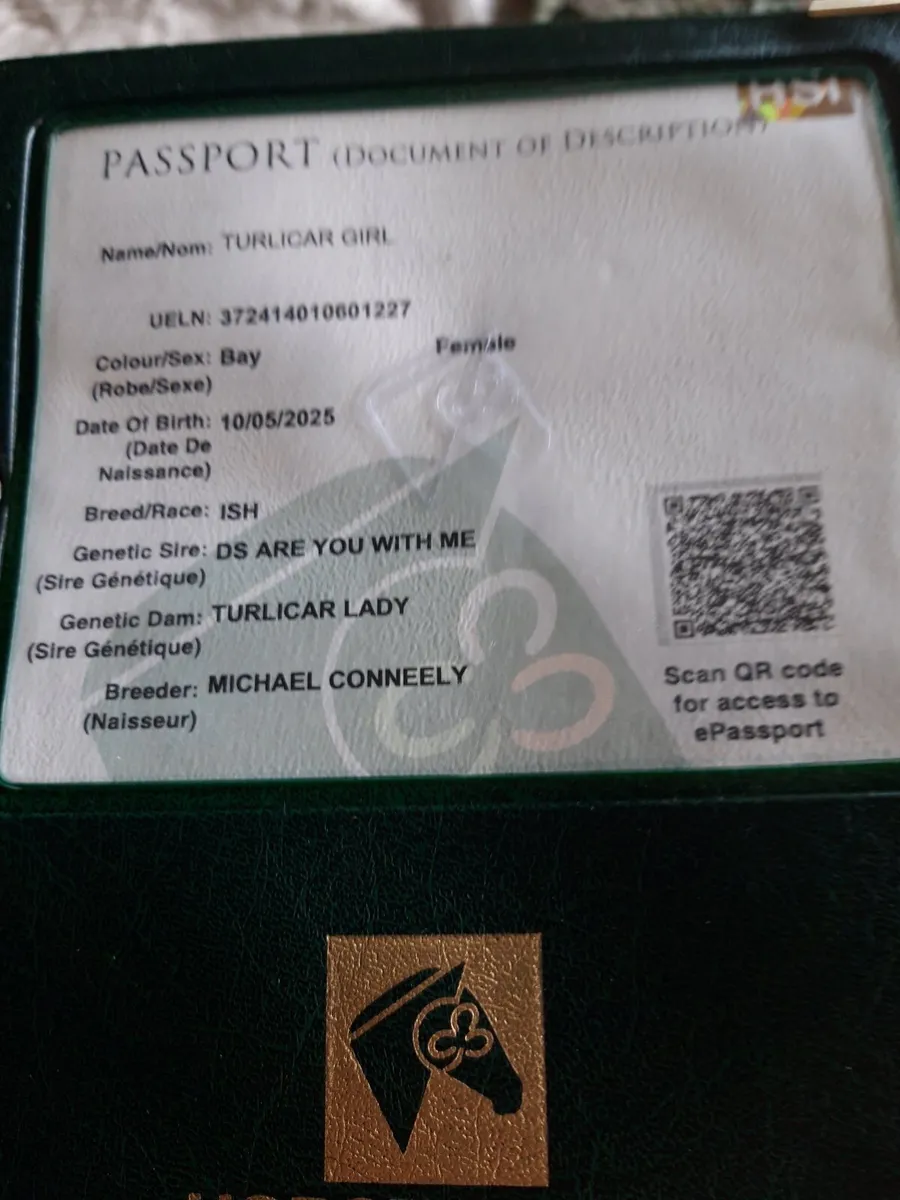 HSI
PASSPORT (DOCUMENT OF DESCRIPTION)
Name/Nom: TURLICAR GIRL
UELN: 372414010601227
Colour/Sex: Bay Female
(Robe/Sexe)
Date Of Birth: 10/05/2025
(Date De
Naissance)
Breed/Race: ISH
Genetic Sire: DS ARE YOU WITH ME
(Sire Génétique)
Genetic Dam: TURLICAR LADY
(Sire Génétique)
Breeder: MICHAEL CONNEELY
(Naisseur)
Scan QR code
for access to
ePassport